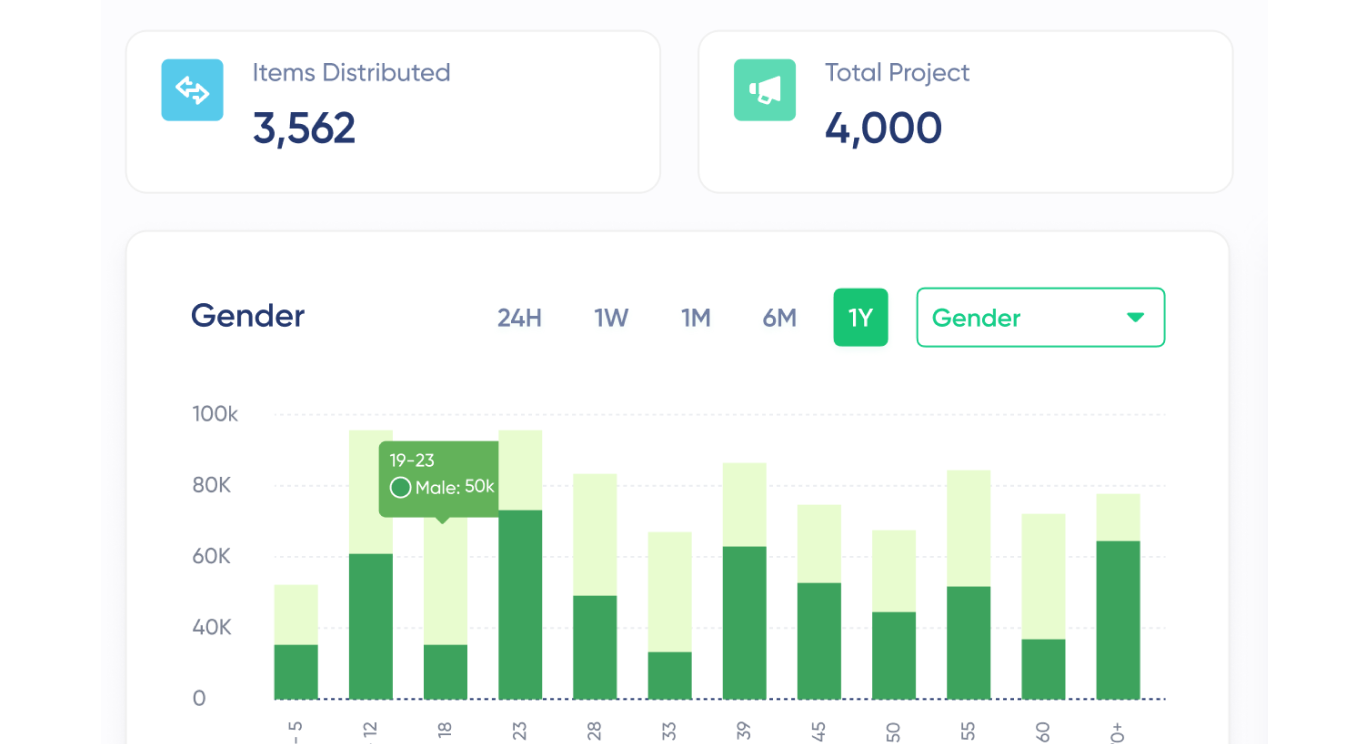 Items Distributed
3,562
Total Project
4,000
Gender
24H 1W 1M 6M 1Y Gender
100k
80K
60K
40K
0
19-23
Male: 50k
- 5
12
18
23
28
33
39
45
50
55
60
0+